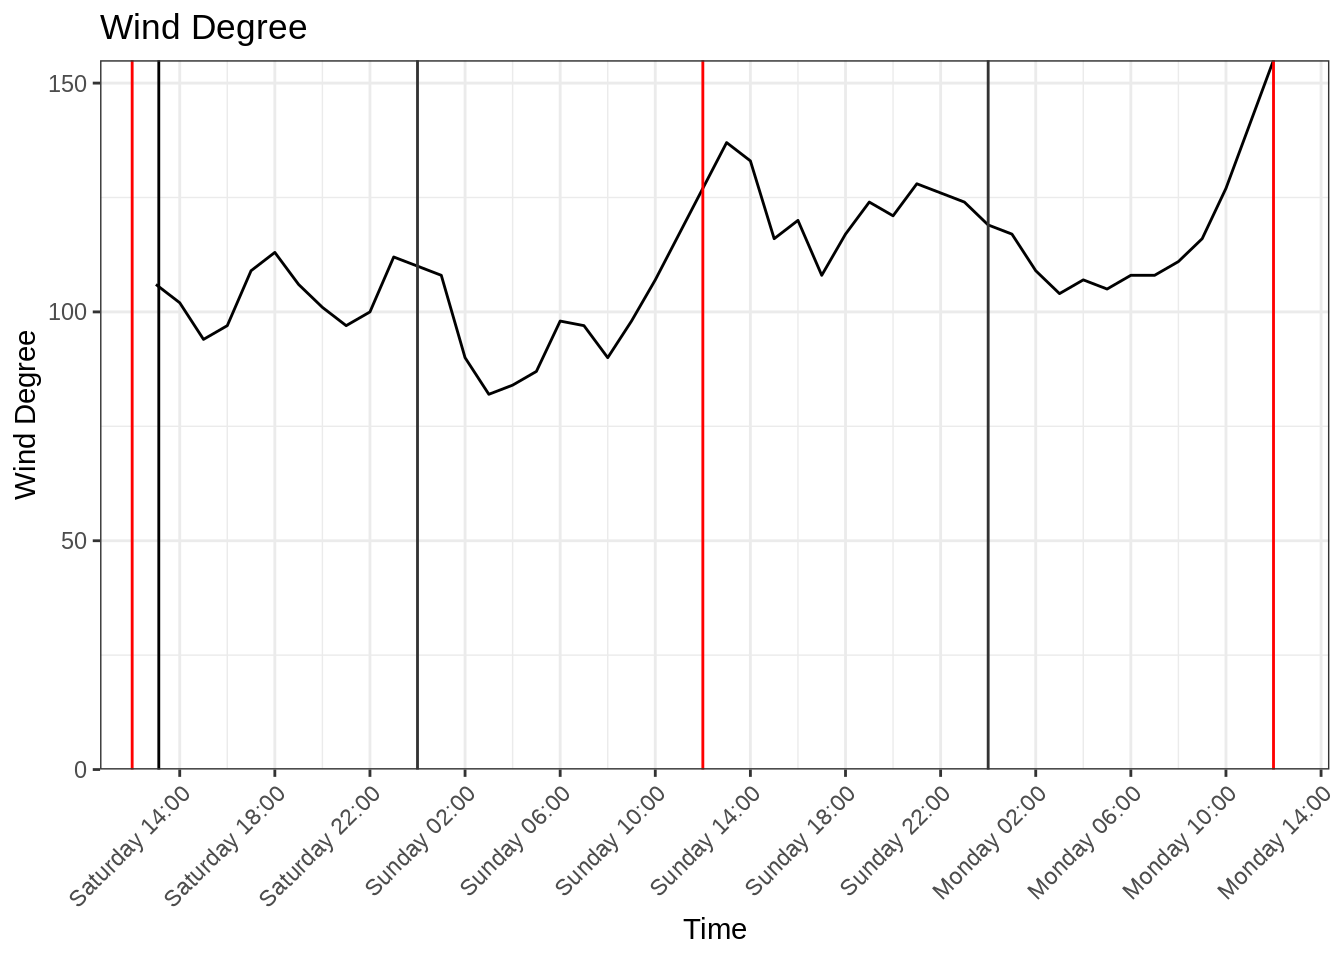 Wind Degree
Wind Degree
150
100
50
0
Saturday 14:00
Saturday 18:00
Saturday 22:00
Sunday 02:00
Sunday 06:00
Sunday 10:00
Sunday 14:00
Sunday 18:00
Sunday 22:00
Monday 02:00
Monday 06:00
Monday 10:00
Monday 14:00
Time